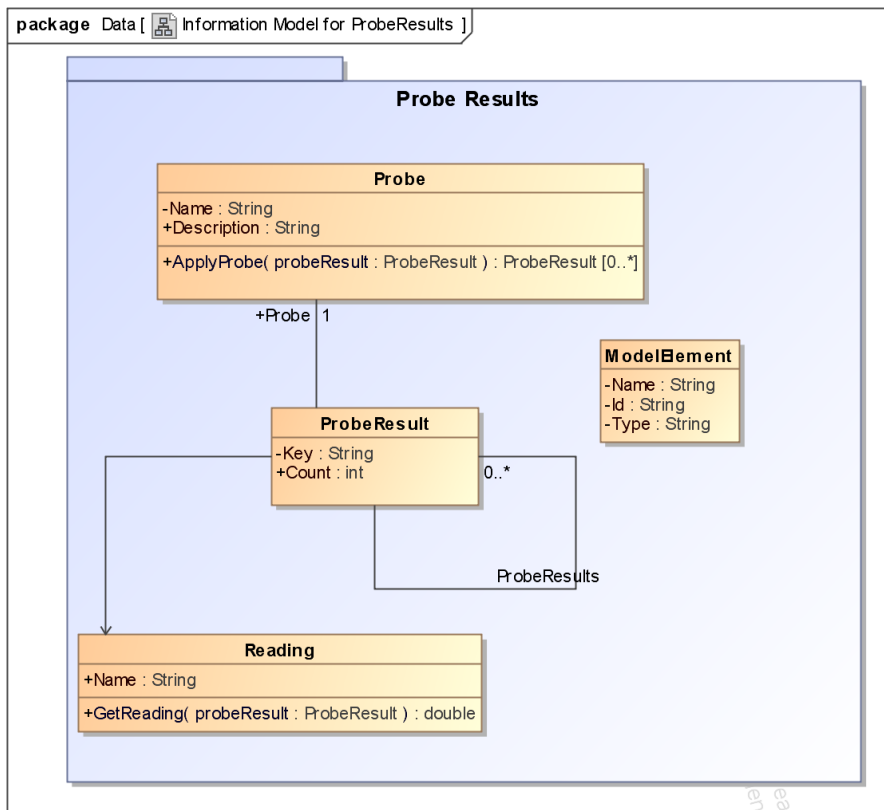 package Data [ Information Model for ProbeResults ]
Probe Results
Probe
-Name : String
+Description : String
+ApplyProbe( probeResult : ProbeResult ) : ProbeResult [0..*]
+Probe 1
ModelElement
-Name : String
-Id : String
-Type : String
ProbeResult
-Key : String
+Count : int
0..*
ProbeResults
Reading
+Name : String
+GetReading( probeResult : ProbeResult ) : double